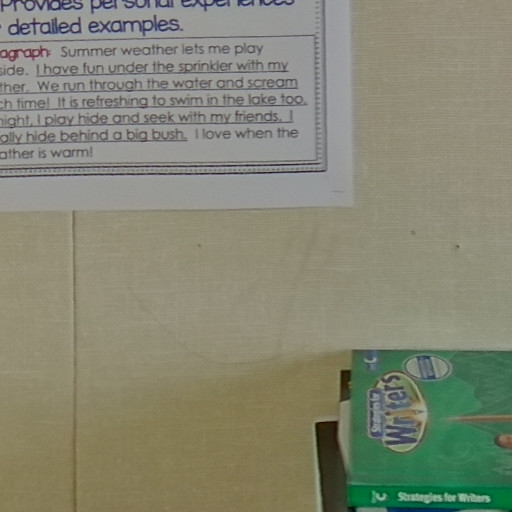 Provides personal experiences
detailed examples.
agraph: Summer weather lets me play
side. I have fun under the sprinkler with my
ther. We run through the water and scream
ch time! It is refreshing to swim in the lake too.
night, I play hide and seek with my friends. I
ally hide behind a big bush. I love when the
ather is warm!
Strategies for
Writers
Strategies for Writers